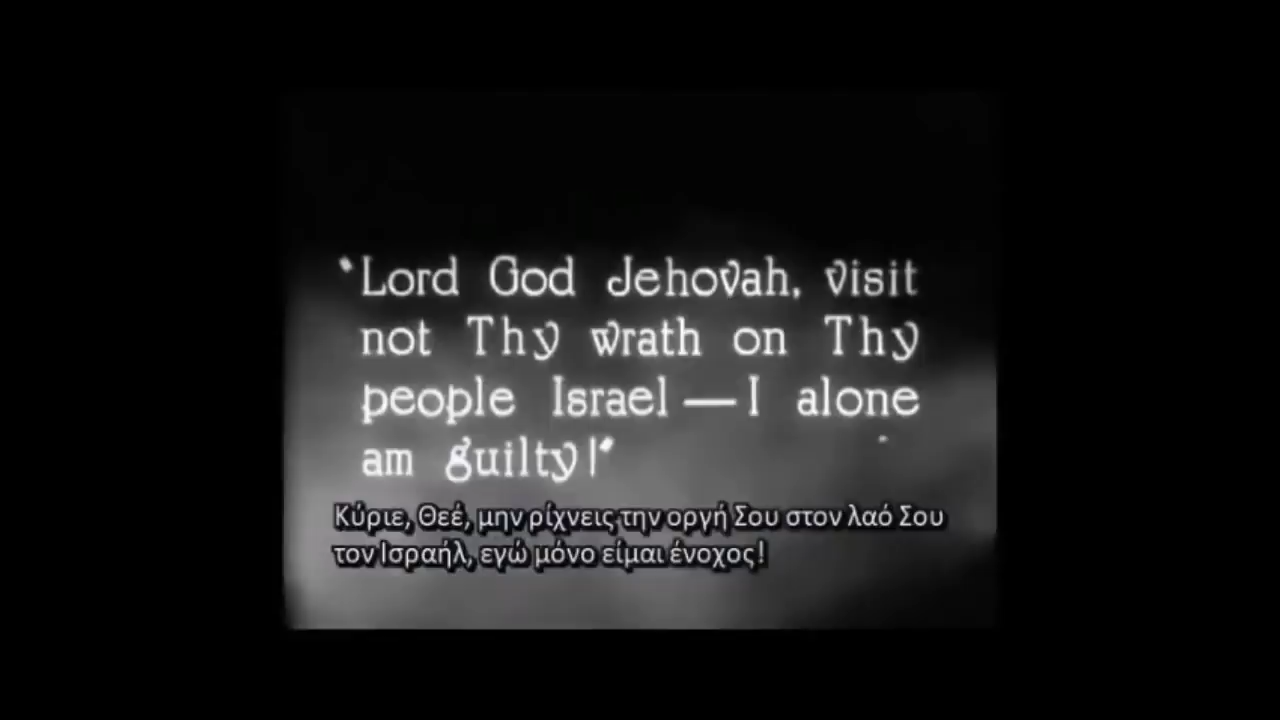 "Lord God Jehovah, visit
not Thy wrath on Thy
people Israel — I alone
am guilty!"
Κύριε, Θεέ, μην ρίχνεις την οργή Σου στον λαό Σου
τον Ισραήλ, εγώ μόνο είμαι ένοχος!